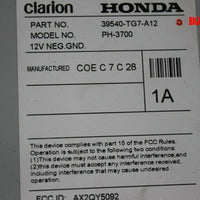 clarion HONDA
PART NO. 39540-TG7-A12
MODEL NO. PH-3700
12V NEG.GND.
MANUFACTURED COE C 7 C 28
1A
This device complies with part 15 of the FCC Rules.
Operation is subject to the following two conditions:
(1)This device may not cause harmful interference,
(2)this device must accept any interference
including interference that may cause
undesired operation.
FCC ID: AX2QY5092